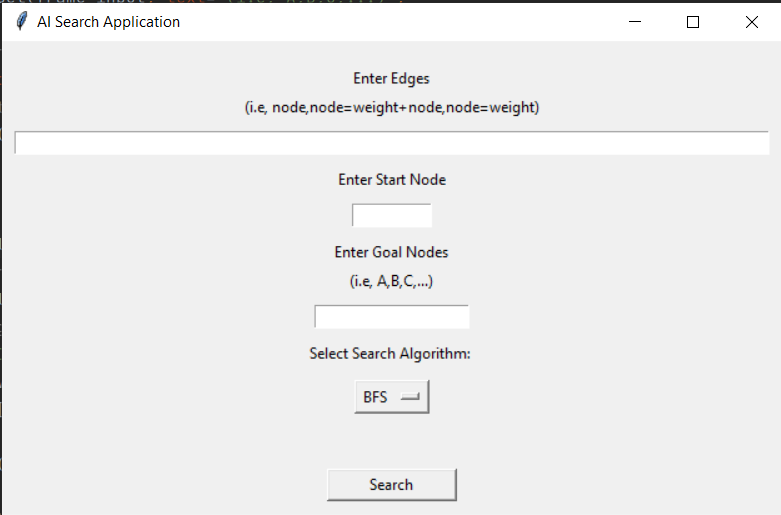 AI Search Application
Enter Edges
(i.e, node,node=weight+node,node=weight)
Enter Start Node
Enter Goal Nodes
(i.e, A,B,C,...)
Select Search Algorithm:
BFS
Search